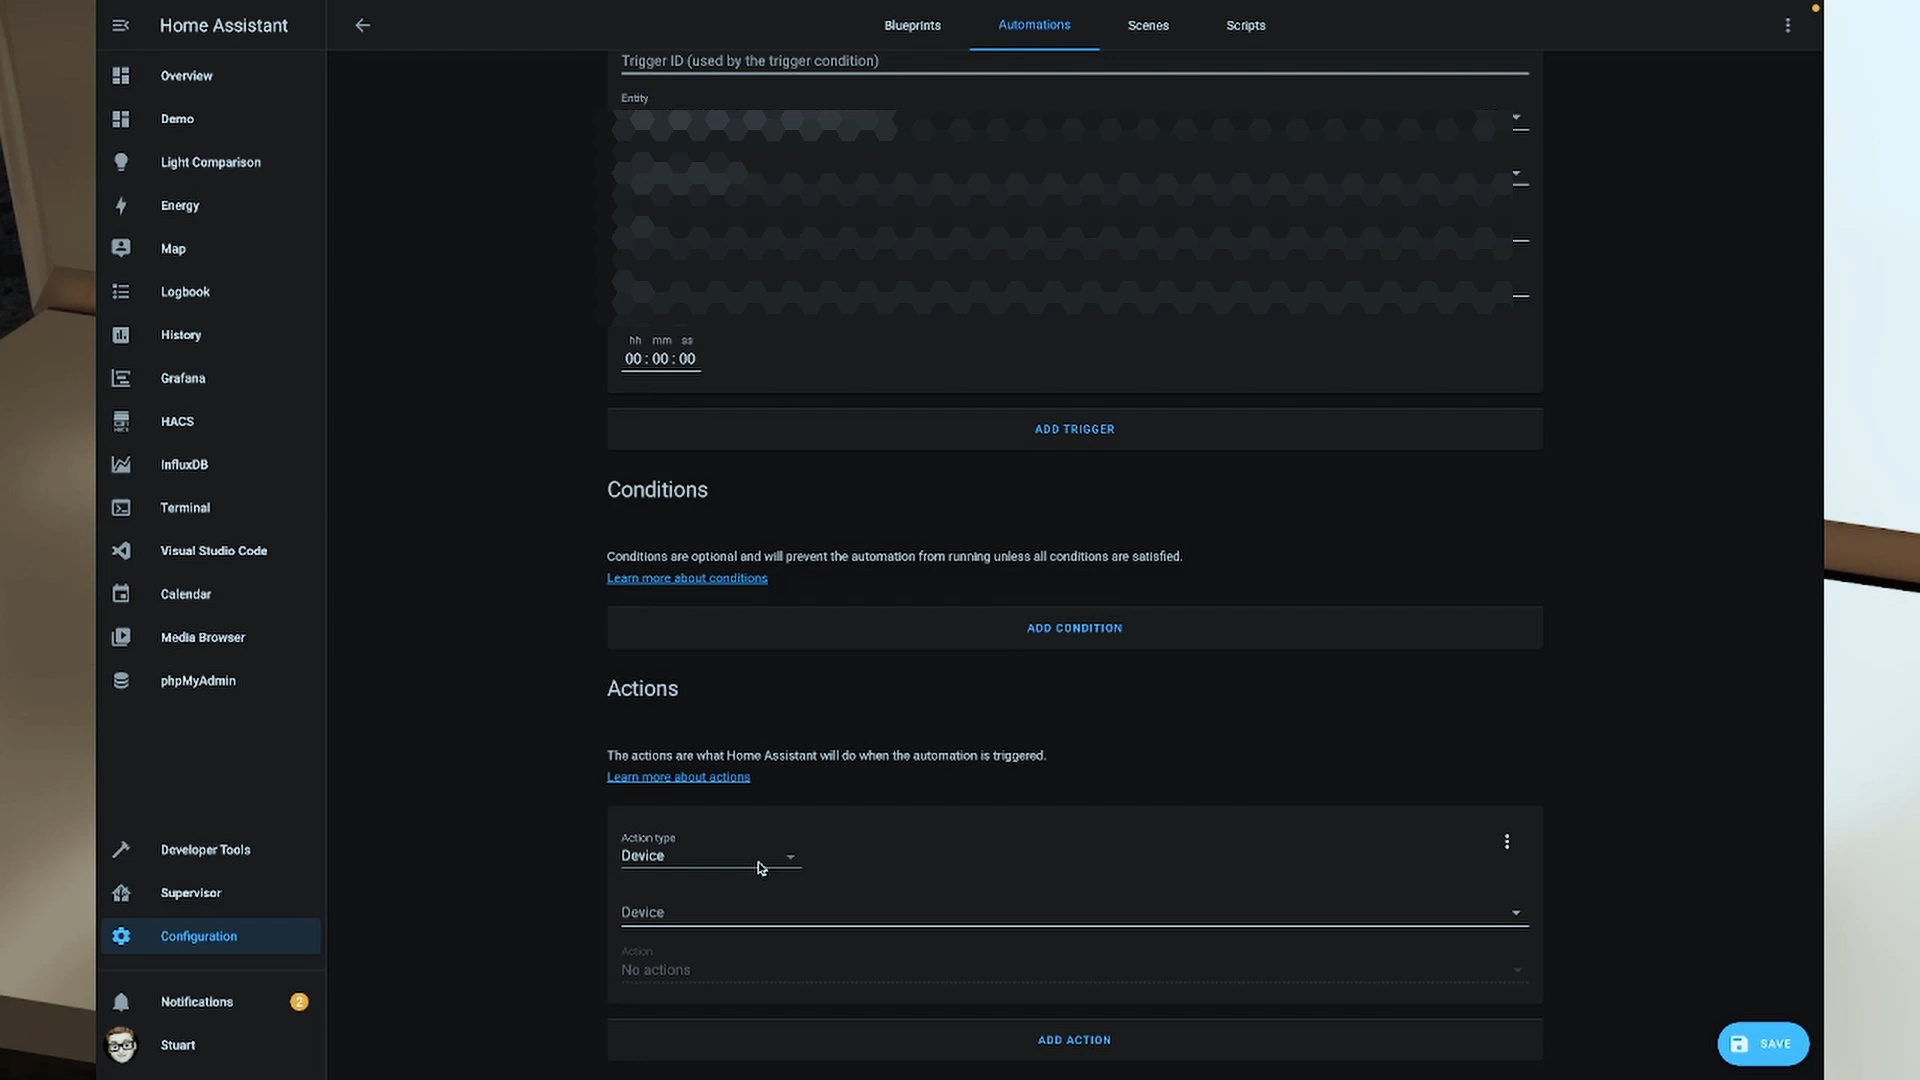 Home Assistant
Blueprints
Automations
Scenes
Scripts
Overview
Demo
Light Comparison
Energy
Map
Logbook
History
Grafana
HACS
InfluxDB
Terminal
Visual Studio Code
Calendar
Media Browser
phpMyAdmin
Developer Tools
Supervisor
Configuration
Notifications
2
Stuart
Trigger ID (used by the trigger condition)
Entity
hh mm ss
00:00:00
ADD TRIGGER
Conditions
Conditions are optional and will prevent the automation from running unless all conditions are satisfied.
Learn more about conditions
ADD CONDITION
Actions
The actions are what Home Assistant will do when the automation is triggered.
Learn more about actions
Action type
Device
Device
Action
No actions
ADD ACTION
SAVE